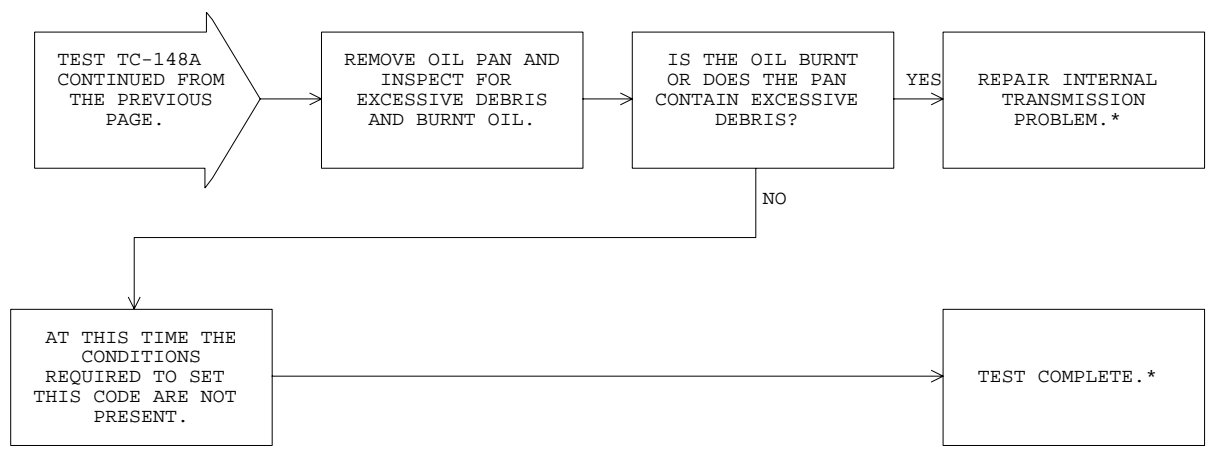 TEST TC-148A
CONTINUED FROM
THE PREVIOUS
PAGE.
REMOVE OIL PAN AND
INSPECT FOR
EXCESSIVE DEBRIS
AND BURNT OIL.
IS THE OIL BURNT
OR DOES THE PAN
CONTAIN EXCESSIVE
DEBRIS?
YES
REPAIR INTERNAL
TRANSMISSION
PROBLEM.*
NO
AT THIS TIME THE
CONDITIONS
REQUIRED TO SET
THIS CODE ARE NOT
PRESENT.
TEST COMPLETE.*